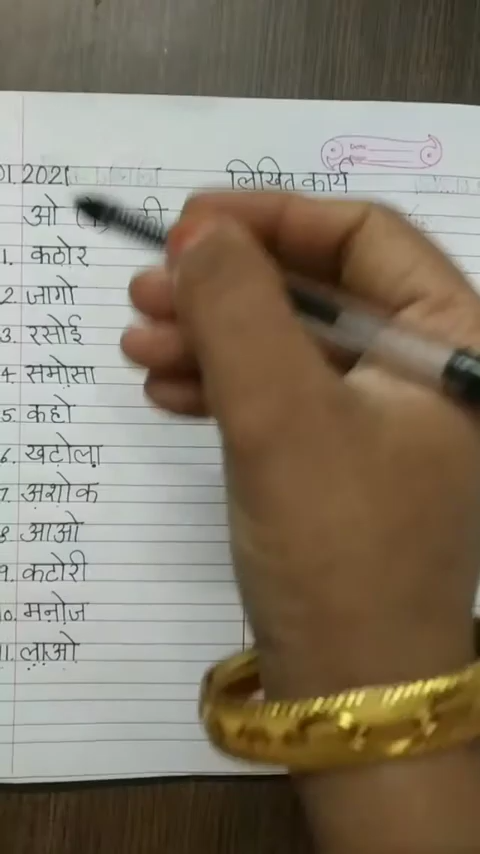 2021 लिखित कार्य
ओ की
1. कठोर
2. जागो
3. रसोई
4. समोसा
5. कहो
6. खटोला
7. अशोक
8. आओ
9. कटोरी
10. मनोज
11. लाओ